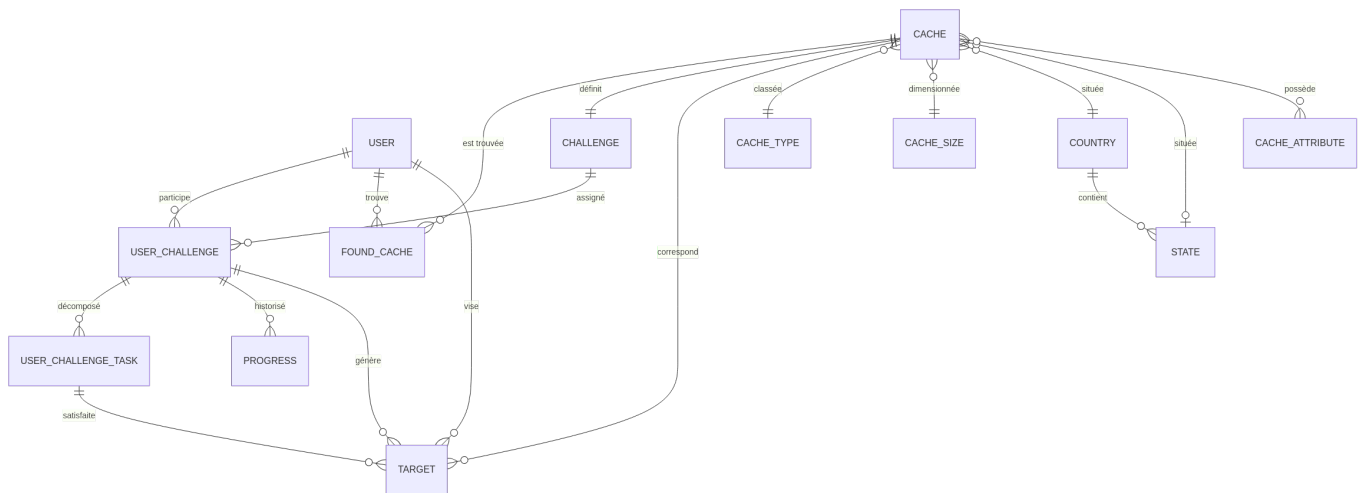 CACHE
définit
classée
dimensionnée
située
possède
USER
est trouvée
CHALLENGE
CACHE_TYPE
CACHE_SIZE
COUNTRY
située
CACHE_ATTRIBUTE
participe
trouve
assigné
contient
USER_CHALLENGE
FOUND_CACHE
correspond
STATE
décomposé
historisé
vise
USER_CHALLENGE_TASK
PROGRESS
génère
satisfaite
TARGET